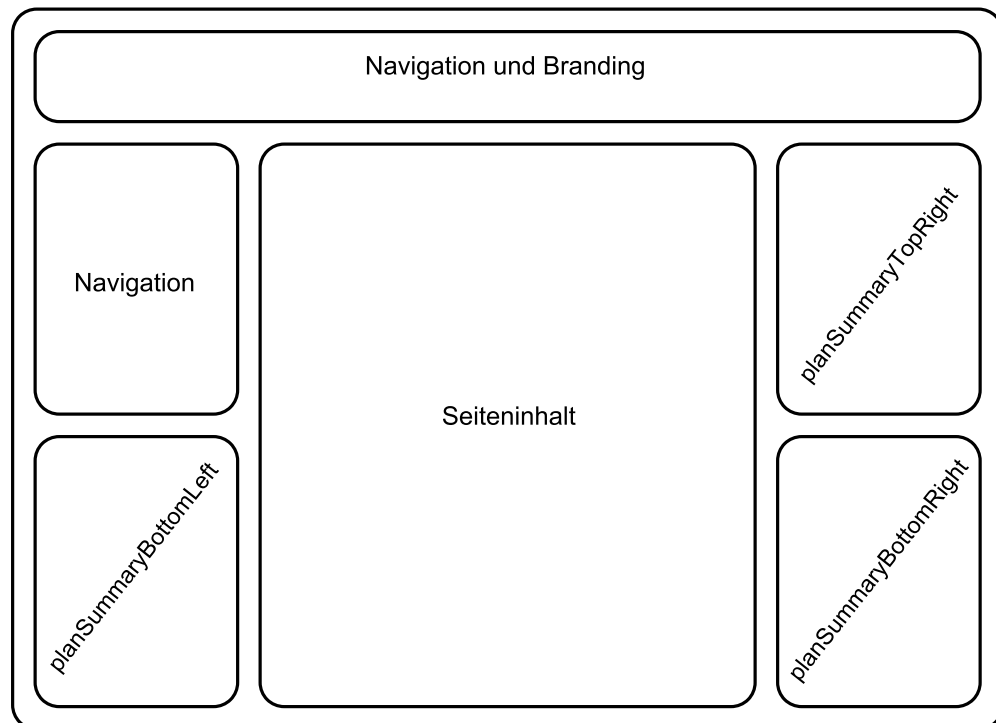 Navigation und Branding
Navigation
Seiteninhalt
planSummaryTopRight
planSummaryBottomLeft
planSummaryBottomRight